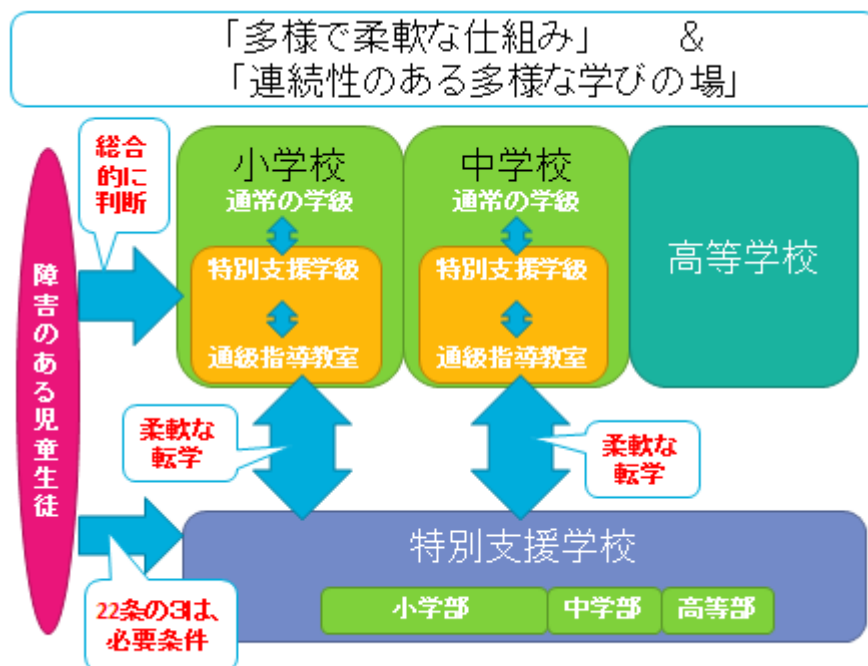 「多様で柔軟な仕組み」　　&
「連続性のある多様な学びの場」
総合
的に
判断
障害のある児童生徒
小学校
通常の学級
特別支援学級
通級指導教室
中学校
通常の学級
特別支援学級
通級指導教室
高等学校
柔軟な
転学
柔軟な
転学
22条の3は、
必要条件
特別支援学校
小学部
中学部
高等部